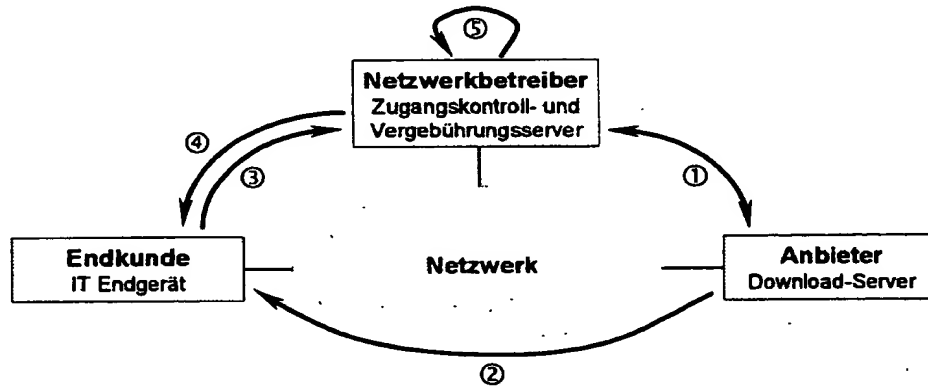 ⑤
Netzwerkbetreiber
Zugangskontroll- und
Vergebührungsserver
④
③
①
Endkunde
IT Endgerät
Netzwerk
Anbieter
Download-Server
②